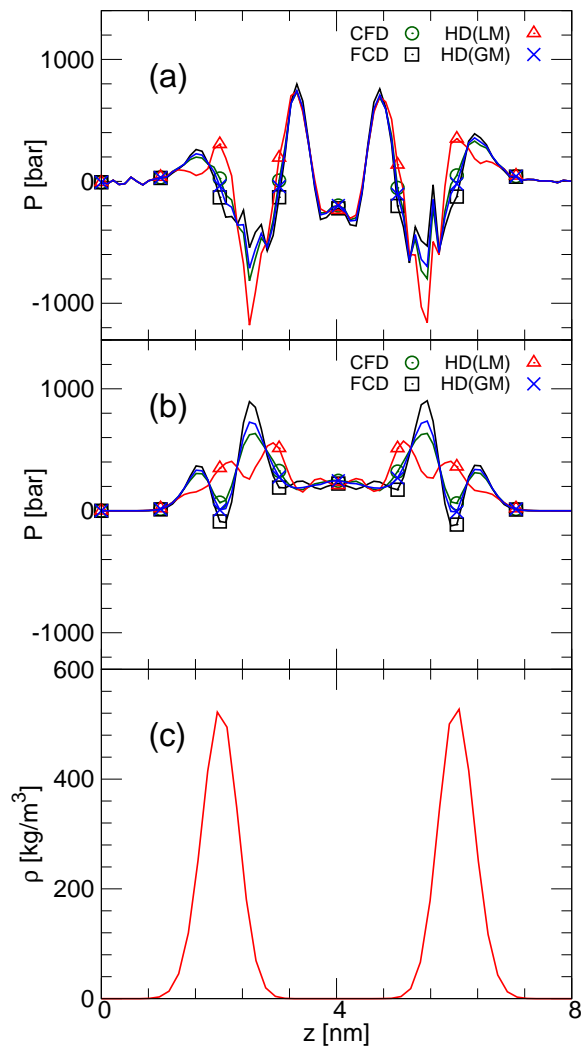 1000
0
-1000
P [bar]
(a)
CFD HD(LM)
FCD HD(GM)
1000
0
-1000
P [bar]
(b)
CFD HD(LM)
FCD HD(GM)
600
400
200
0
ρ [kg/m³]
(c)
0 4 8
z [nm]